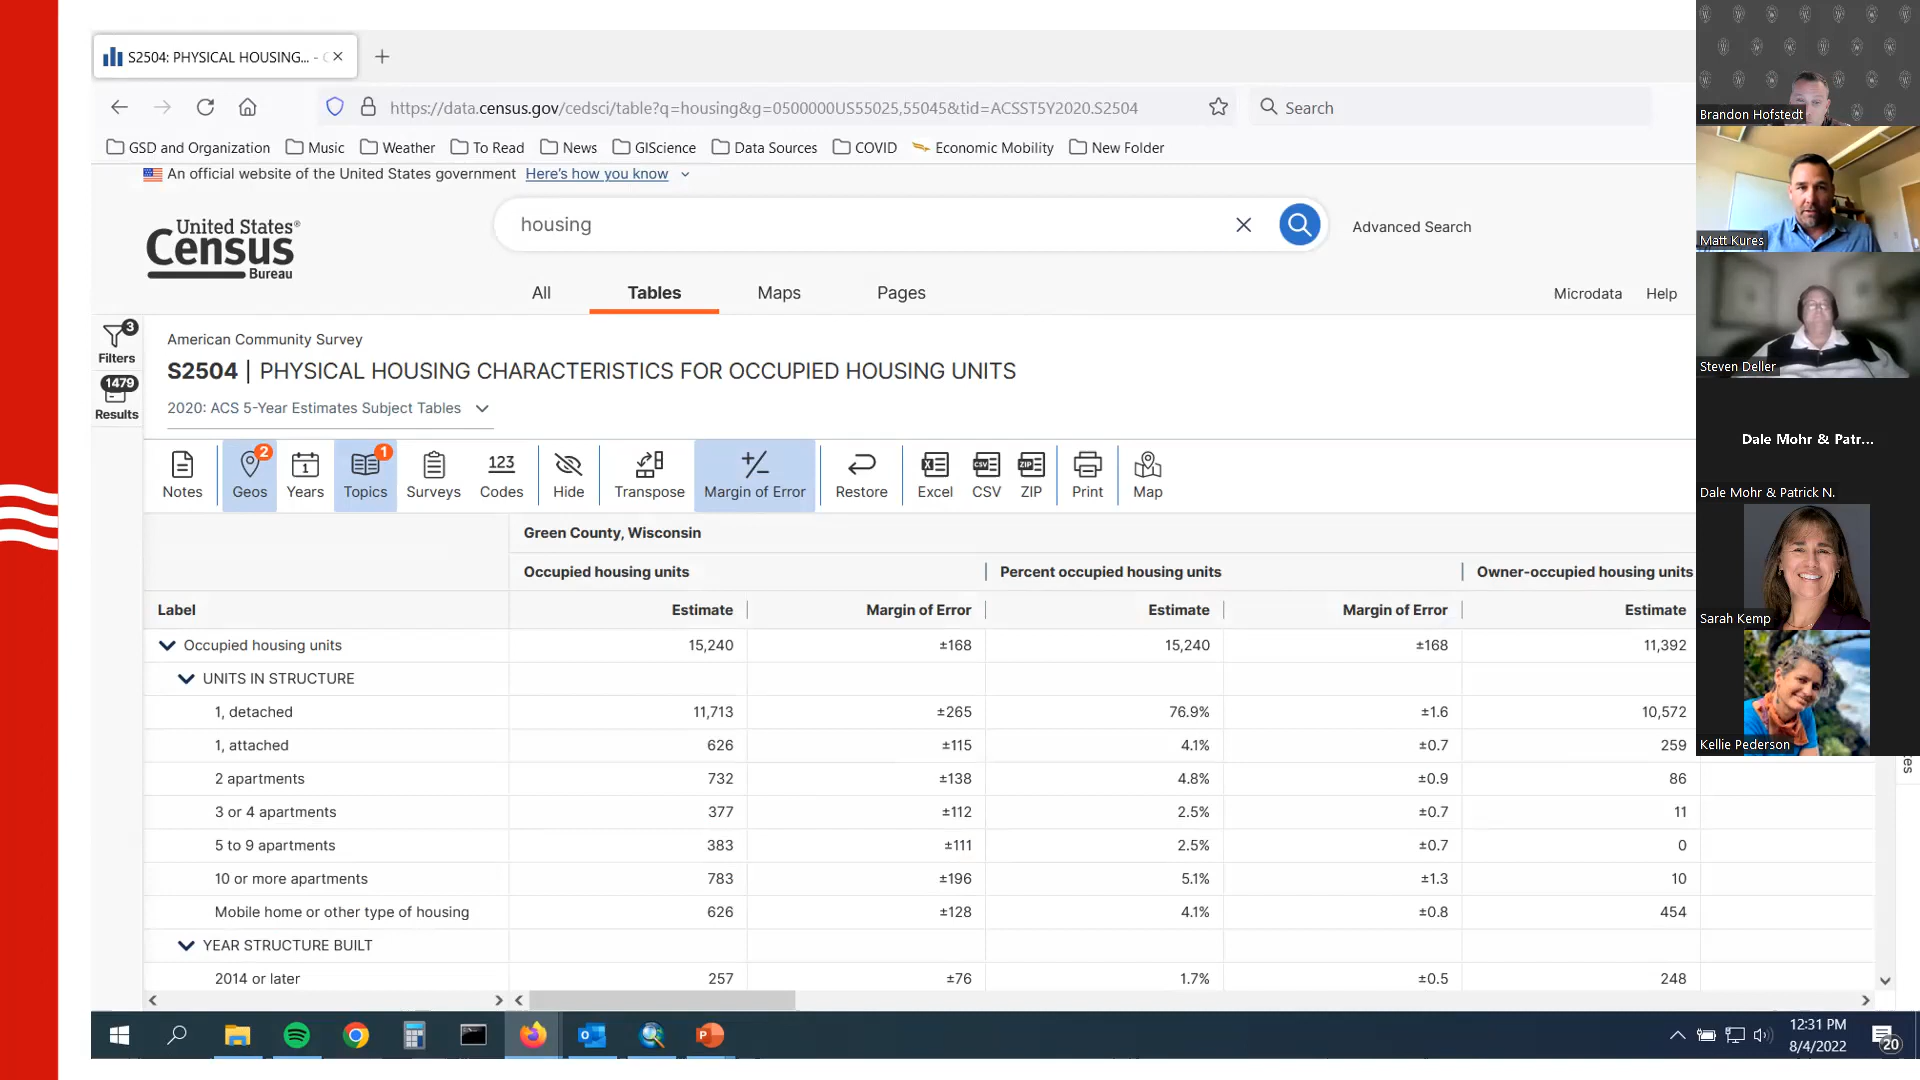 S2504: PHYSICAL HOUSING... -
https://data.census.gov/cedsci/table?q=housing&g=0500000US55025,55045&tid=ACSST5Y2020.S2504
Search
GSD and Organization Music Weather To Read News GIScience Data Sources COVID Economic Mobility New Folder
An official website of the United States government Here's how you know
United States®
Census
Bureau
housing
Advanced Search
All Tables Maps Pages
Microdata Help
3
Filters
1479
Results
American Community Survey
S2504 | PHYSICAL HOUSING CHARACTERISTICS FOR OCCUPIED HOUSING UNITS
2020: ACS 5-Year Estimates Subject Tables
2 1 1 123
XLS CSV ZIP
Notes Geos Years Topics Surveys Codes Hide Transpose Margin of Error Restore Excel CSV ZIP Print Map
Green County, Wisconsin
Occupied housing units Percent occupied housing units Owner-occupied housing units
Label Estimate Margin of Error Estimate Margin of Error Estimate
Occupied housing units 15,240 ±168 15,240 ±168 11,392
UNITS IN STRUCTURE
1, detached 11,713 ±265 76.9% ±1.6 10,572
1, attached 626 ±115 4.1% ±0.7 259
2 apartments 732 ±138 4.8% ±0.9 86
3 or 4 apartments 377 ±112 2.5% ±0.7 11
5 to 9 apartments 383 ±111 2.5% ±0.7 0
10 or more apartments 783 ±196 5.1% ±1.3 10
Mobile home or other type of housing 626 ±128 4.1% ±0.8 454
YEAR STRUCTURE BUILT
2014 or later 257 ±76 1.7% ±0.5 248
12:31 PM
8/4/2022
20
Brandon Hofstedt
Matt Kures
Steven Deller
Dale Mohr & Patr...
Dale Mohr & Patrick N.
Sarah Kemp
Kellie Pederson